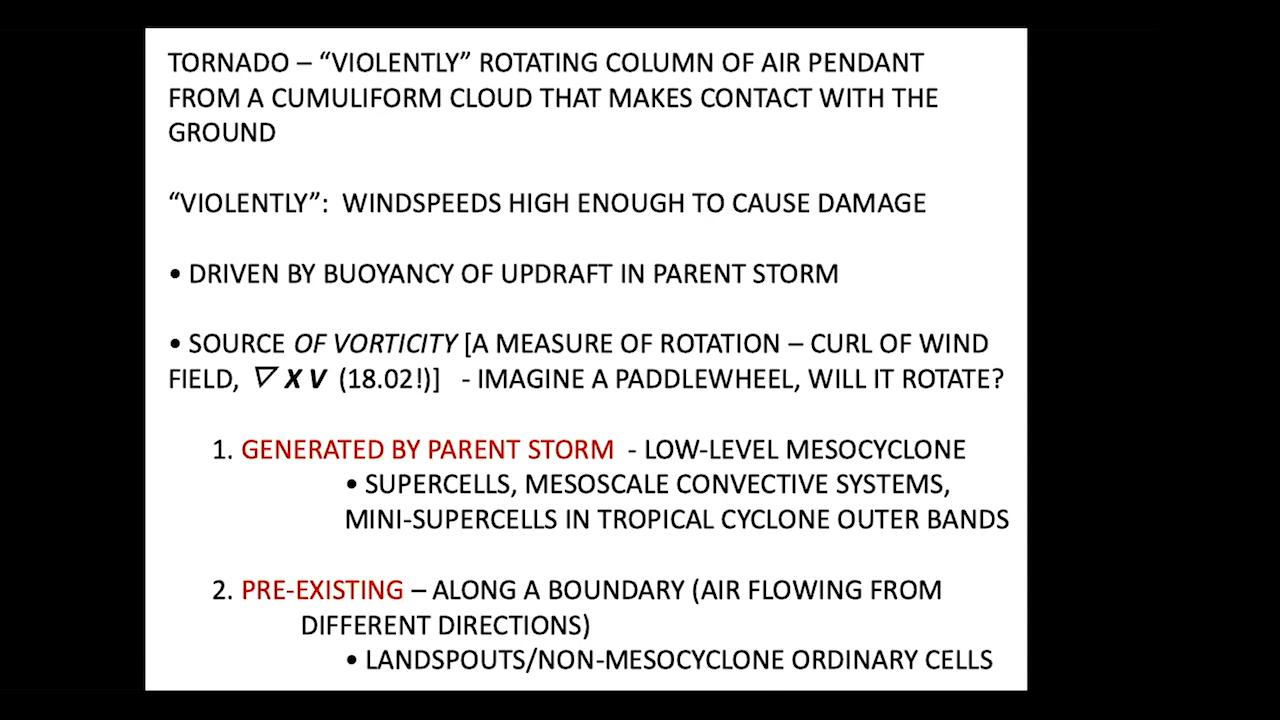 TORNADO – “VIOLENTLY” ROTATING COLUMN OF AIR PENDANT
FROM A CUMULIFORM CLOUD THAT MAKES CONTACT WITH THE
GROUND
“VIOLENTLY”:  WINDSPEEDS HIGH ENOUGH TO CAUSE DAMAGE
• DRIVEN BY BUOYANCY OF UPDRAFT IN PARENT STORM
• SOURCE OF VORTICITY [A MEASURE OF ROTATION – CURL OF WIND
FIELD, ∇ X V (18.02!)]  - IMAGINE A PADDLEWHEEL, WILL IT ROTATE?
1. GENERATED BY PARENT STORM  - LOW-LEVEL MESOCYCLONE
• SUPERCELLS, MESOSCALE CONVECTIVE SYSTEMS,
MINI-SUPERCELLS IN TROPICAL CYCLONE OUTER BANDS
2. PRE-EXISTING – ALONG A BOUNDARY (AIR FLOWING FROM
DIFFERENT DIRECTIONS)
• LANDSPOUTS/NON-MESOCYCLONE ORDINARY CELLS